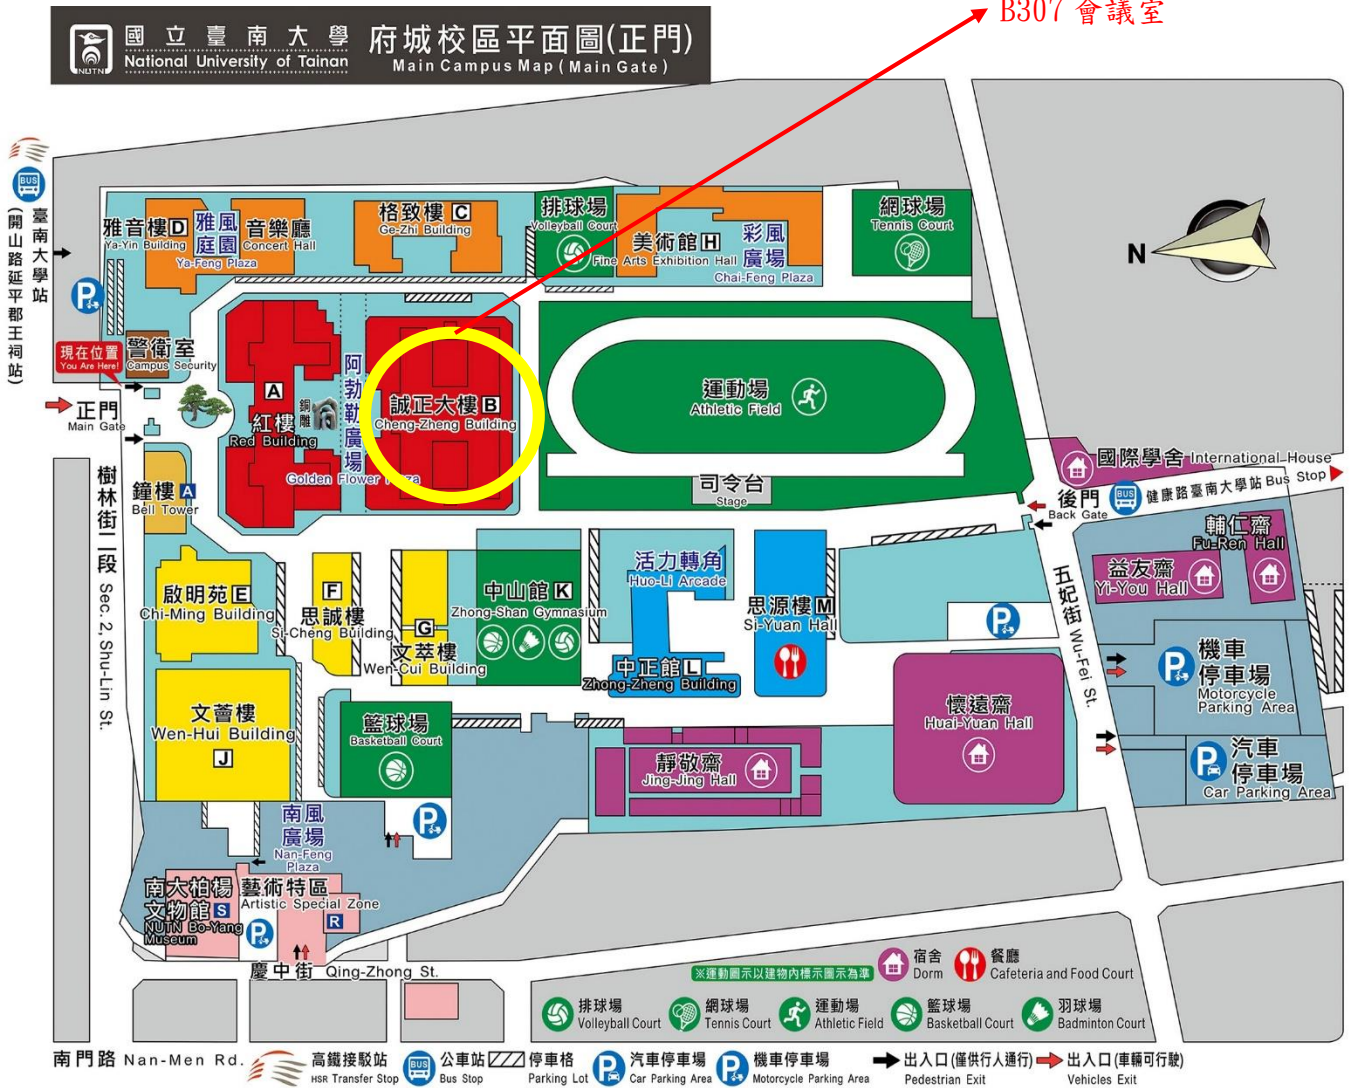 B307 會議室
國立臺南大學
National University of Tainan
NUTN
府城校區平面圖(正門)
Main Campus Map (Main Gate)
BUS
臺南大學站
(開山路延平郡王祠站)
雅音樓 D
Ya-Yin Building
雅風庭園
Ya-Feng Plaza
音樂廳
Concert Hall
格致樓 C
Ge-Zhi Building
排球場
Volleyball Court
美術館 H
Fine Arts Exhibition Hall
彩風廣場
Chai-Feng Plaza
網球場
Tennis Court
N
P
現在位置
You Are Here!
警衛室
Campus Security
正門
Main Gate
A
紅樓
Red Building
銅雕
阿勃勒廣場
Golden Flower Plaza
誠正大樓 B
Cheng-Zheng Building
運動場
Athletic Field
司令台
Stage
國際學舍 International House
後門
Back Gate
BUS
健康路臺南大學站 Bus Stop
鐘樓 A
Bell Tower
樹林街二段 Sec. 2, Shu-Lin St.
啟明苑 E
Chi-Ming Building
F
思誠樓
Si-Cheng Building
G
文萃樓
Wen-Cui Building
中山館 K
Zhong-Shan Gymnasium
活力轉角
Huo-Li Arcade
中正館 L
Zhong-Zheng Building
思源樓 M
Si-Yuan Hall
P
五妃街 Wu-Fei St.
益友齋
Yi-You Hall
輔仁齋
Fu-Ren Hall
P
機車停車場
Motorcycle Parking Area
P
汽車停車場
Car Parking Area
文薈樓
Wen-Hui Building
J
籃球場
Basketball Court
靜敬齋
Jing-Jing Hall
懷遠齋
Huai-Yuan Hall
P
南風廣場
Nan-Feng Plaza
南大柏楊文物館 S
NUTN Bo-Yang Museum
藝術特區
Artistic Special Zone
R
P
慶中街 Qing-Zhong St.
※運動圖示以建物內標示圖示為準
宿舍
Dorm
餐廳
Cafeteria and Food Court
排球場
Volleyball Court
網球場
Tennis Court
運動場
Athletic Field
籃球場
Basketball Court
羽球場
Badminton Court
南門路 Nan-Men Rd.
高鐵接駁站
HSR Transfer Stop
BUS
公車站
Bus Stop
停車格
Parking Lot
P
汽車停車場
Car Parking Area
P
機車停車場
Motorcycle Parking Area
出入口(僅供行人通行)
Pedestrian Exit
出入口(車輛可行駛)
Vehicles Exit